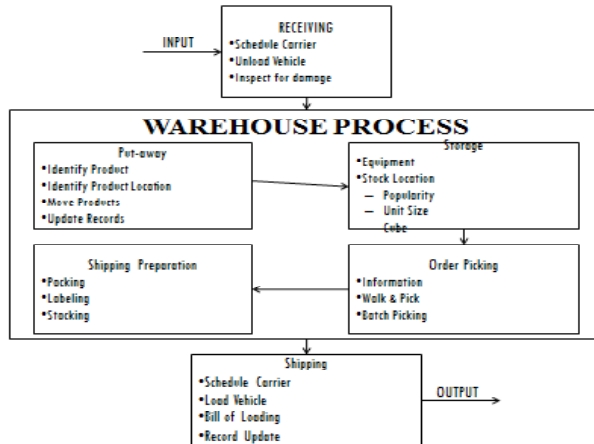 INPUT
RECEIVING
•Schedule Carrier
•Unload Vehicle
•Inspect for damage
WAREHOUSE PROCESS
Put-away
•Identify Product
•Identify Product Location
•Move Products
•Update Records
Storage
•Equipment
•Stock Location
– Popularity
– Unit Size
Cube
Shipping Preparation
•Packing
•Labeling
•Stacking
Order Picking
•Information
•Walk & Pick
•Batch Picking
Shipping
•Schedule Carrier
•Load Vehicle
•Bill of Loading
•Record Update
OUTPUT